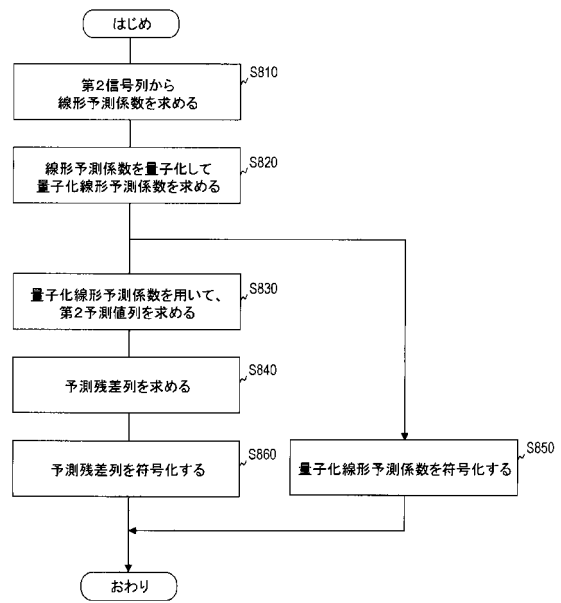 はじめ
S810
第2信号列から
線形予測係数を求める
S820
線形予測係数を量子化して
量子化線形予測係数を求める
S830
量子化線形予測係数を用いて、
第2予測値列を求める
S840
予測残差列を求める
S860
予測残差列を符号化する
S850
量子化線形予測係数を符号化する
おわり